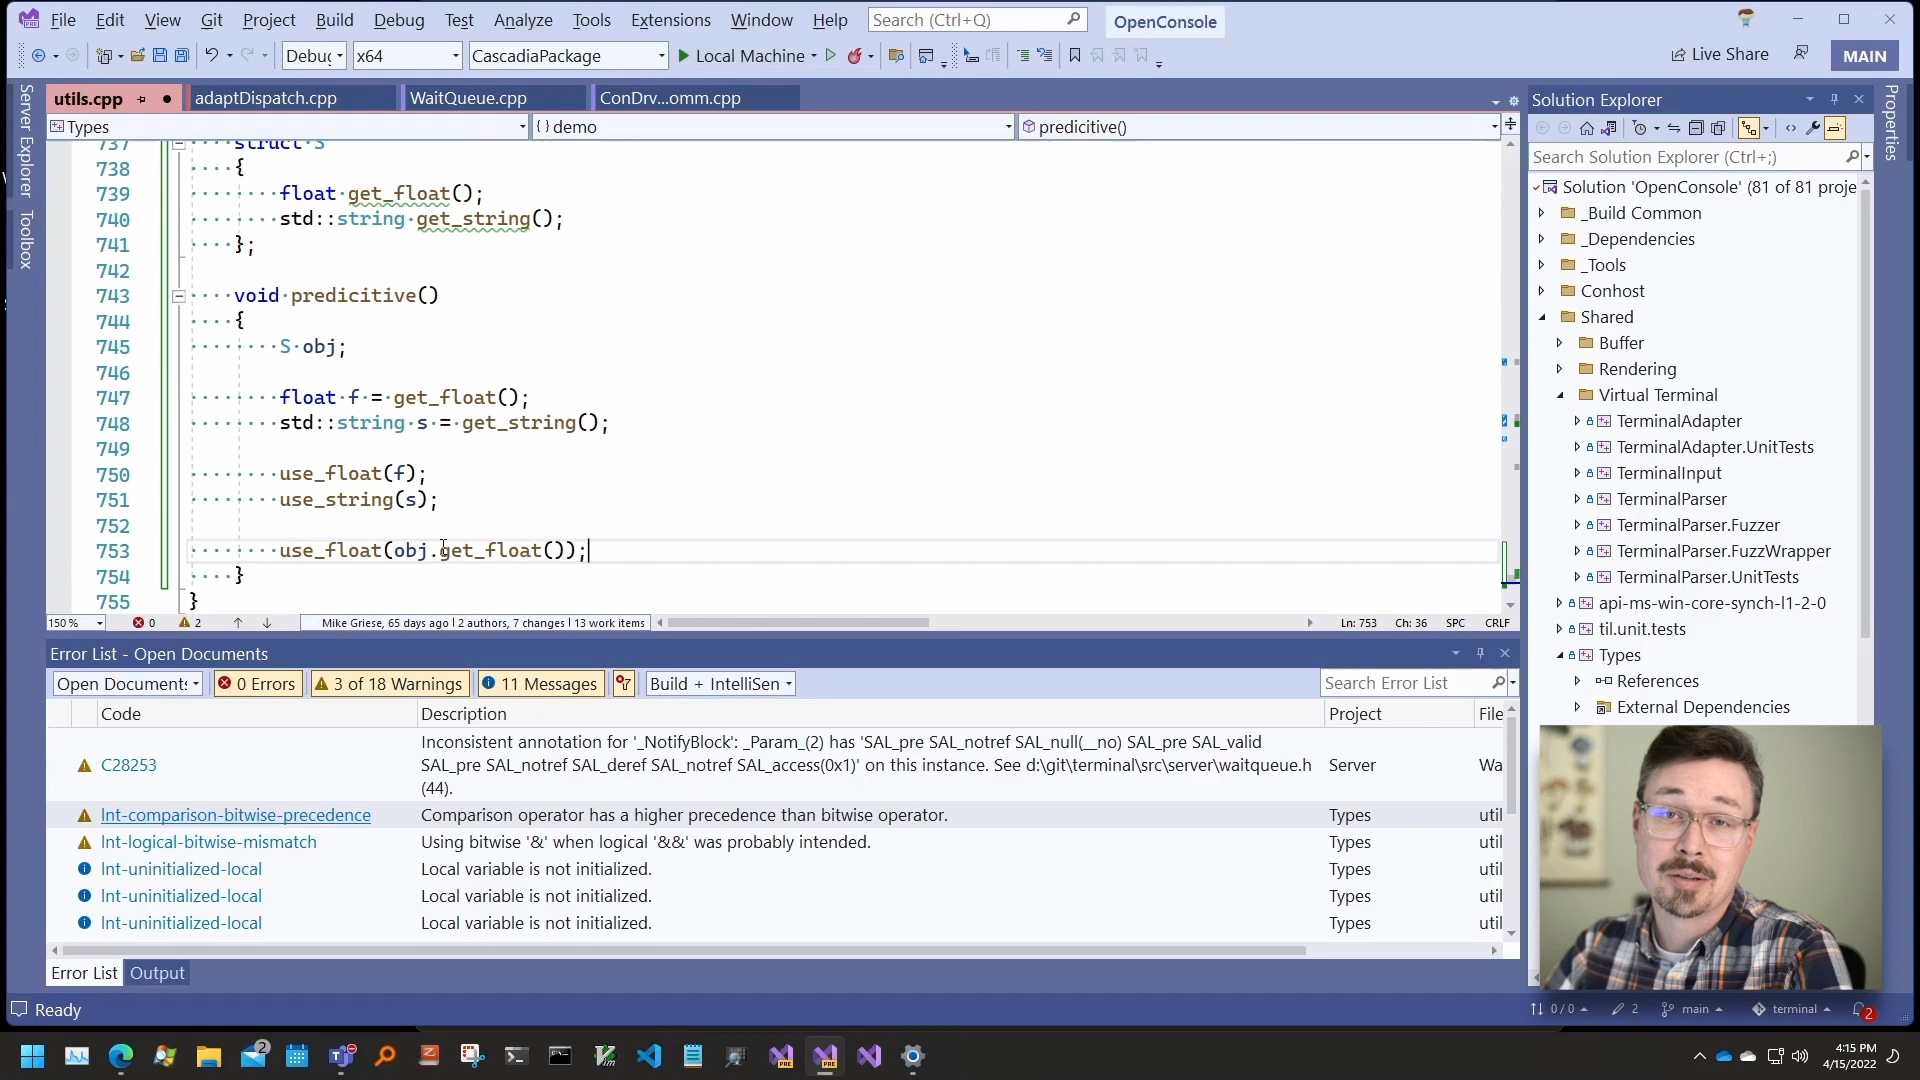 File Edit View Git Project Build Debug Test Analyze Tools Extensions Window Help Search (Ctrl+Q) OpenConsole
Debug x64 CascadiaPackage Local Machine Live Share MAIN
Server Explorer
Toolbox
utils.cpp adaptDispatch.cpp WaitQueue.cpp ConDrv...omm.cpp
Types { } demo predicitive()
737 struct S
738 {
739 float get_float();
740 std::string get_string();
741 };
742
743 void predicitive()
744 {
745 S obj;
746
747 float f = get_float();
748 std::string s = get_string();
749
750 use_float(f);
751 use_string(s);
752
753 use_float(obj.get_float());
754 }
755 }
150 % 0 2 Mike Griese, 65 days ago | 2 authors, 7 changes | 13 work items Ln: 753 Ch: 36 SPC CRLF
Error List - Open Documents
Open Documents 0 Errors 3 of 18 Warnings 11 Messages Build + IntelliSen Search Error List
Code Description Project File
C28253 Inconsistent annotation for '_NotifyBlock': _Param_(2) has 'SAL_pre SAL_notref SAL_null(__no) SAL_pre SAL_valid
SAL_pre SAL_notref SAL_deref SAL_notref SAL_access(0x1)' on this instance. See d:\git\terminal\src\server\waitqueue.h Server Wa
(44).
lnt-comparison-bitwise-precedence Comparison operator has a higher precedence than bitwise operator. Types util
lnt-logical-bitwise-mismatch Using bitwise '&' when logical '&&' was probably intended. Types util
lnt-uninitialized-local Local variable is not initialized. Types util
lnt-uninitialized-local Local variable is not initialized. Types util
lnt-uninitialized-local Local variable is not initialized. Types util
Error List Output
Solution Explorer
Search Solution Explorer (Ctrl+;)
Solution 'OpenConsole' (81 of 81 proje
_Build Common
_Dependencies
_Tools
Conhost
Shared
Buffer
Rendering
Virtual Terminal
TerminalAdapter
TerminalAdapter.UnitTests
TerminalInput
TerminalParser
TerminalParser.Fuzzer
TerminalParser.FuzzWrapper
TerminalParser.UnitTests
api-ms-win-core-synch-l1-2-0
til.unit.tests
Types
References
External Dependencies
Properties
Ready 0 / 0 2 main terminal 2
2
4:15 PM
4/15/2022